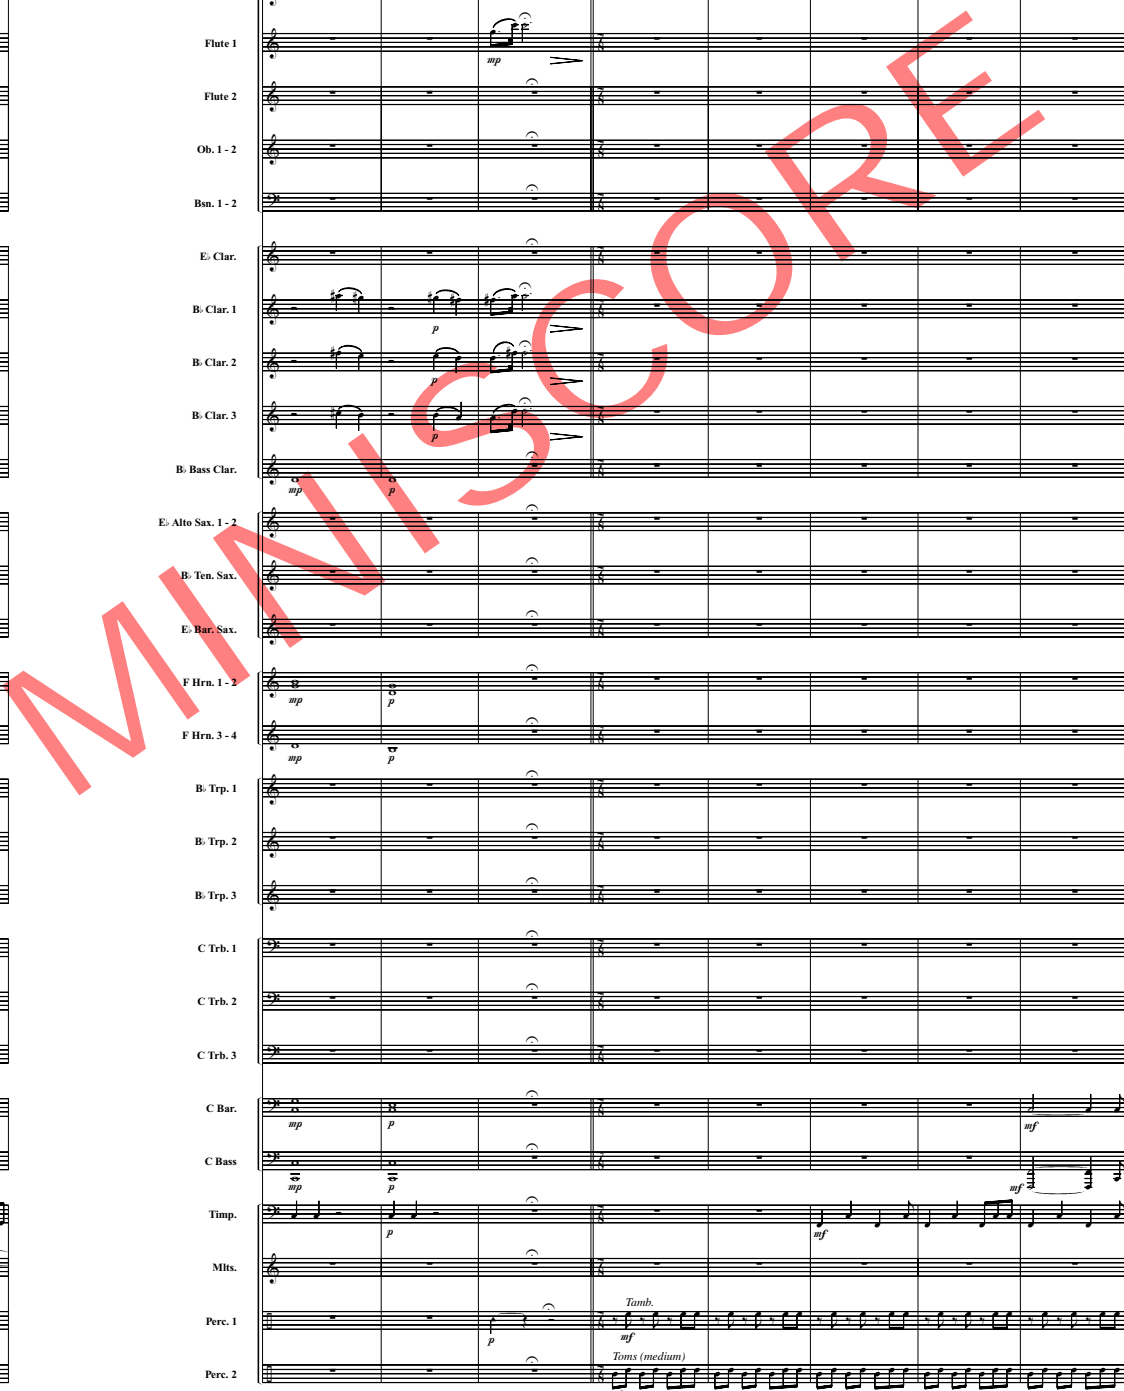 Flute 1
mp
Flute 2
Ob. 1 - 2
Bsn. 1 - 2
E♭ Clar.
B♭ Clar. 1
p
B♭ Clar. 2
p
B♭ Clar. 3
p
B♭ Bass Clar.
mp p
E♭ Alto Sax. 1 - 2
B♭ Ten. Sax.
E♭ Bar. Sax.
F Hrn. 1 - 2
mp p
F Hrn. 3 - 4
mp p
B♭ Trp. 1
B♭ Trp. 2
B♭ Trp. 3
C Trb. 1
C Trb. 2
C Trb. 3
C Bar.
mp p mf
C Bass
mp p mf
Timp.
p mf
Mlts.
Tamb.
Perc. 1
p mf
Toms (medium)
Perc. 2
MINISCORE